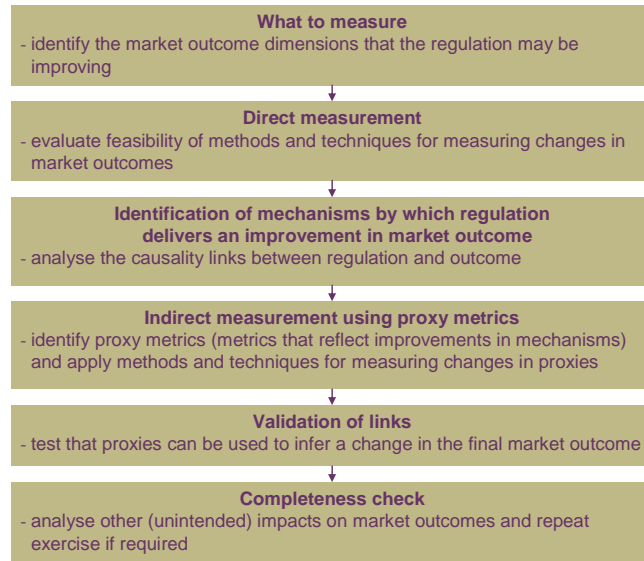 What to measure
- identify the market outcome dimensions that the regulation may be
improving
Direct measurement
- evaluate feasibility of methods and techniques for measuring changes in
market outcomes
Identification of mechanisms by which regulation
delivers an improvement in market outcome
- analyse the causality links between regulation and outcome
Indirect measurement using proxy metrics
- identify proxy metrics (metrics that reflect improvements in mechanisms)
and apply methods and techniques for measuring changes in proxies
Validation of links
- test that proxies can be used to infer a change in the final market outcome
Completeness check
- analyse other (unintended) impacts on market outcomes and repeat
exercise if required